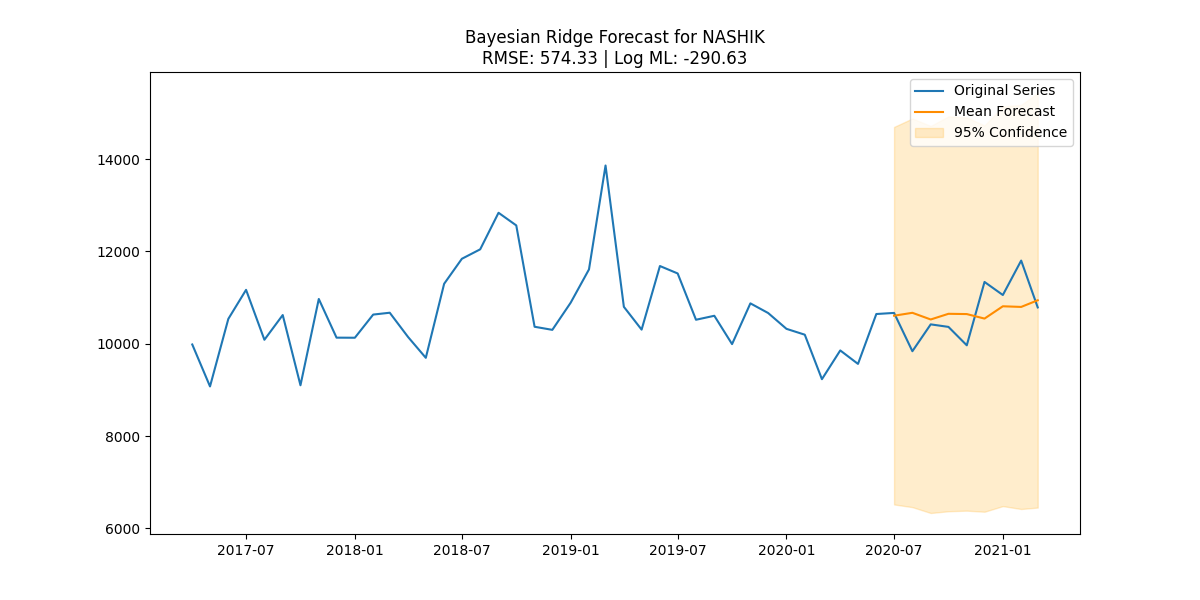 Bayesian Ridge Forecast for NASHIK
RMSE: 574.33 | Log ML: -290.63
Original Series
Mean Forecast
95% Confidence
14000
12000
10000
8000
6000
2017-07
2018-01
2018-07
2019-01
2019-07
2020-01
2020-07
2021-01